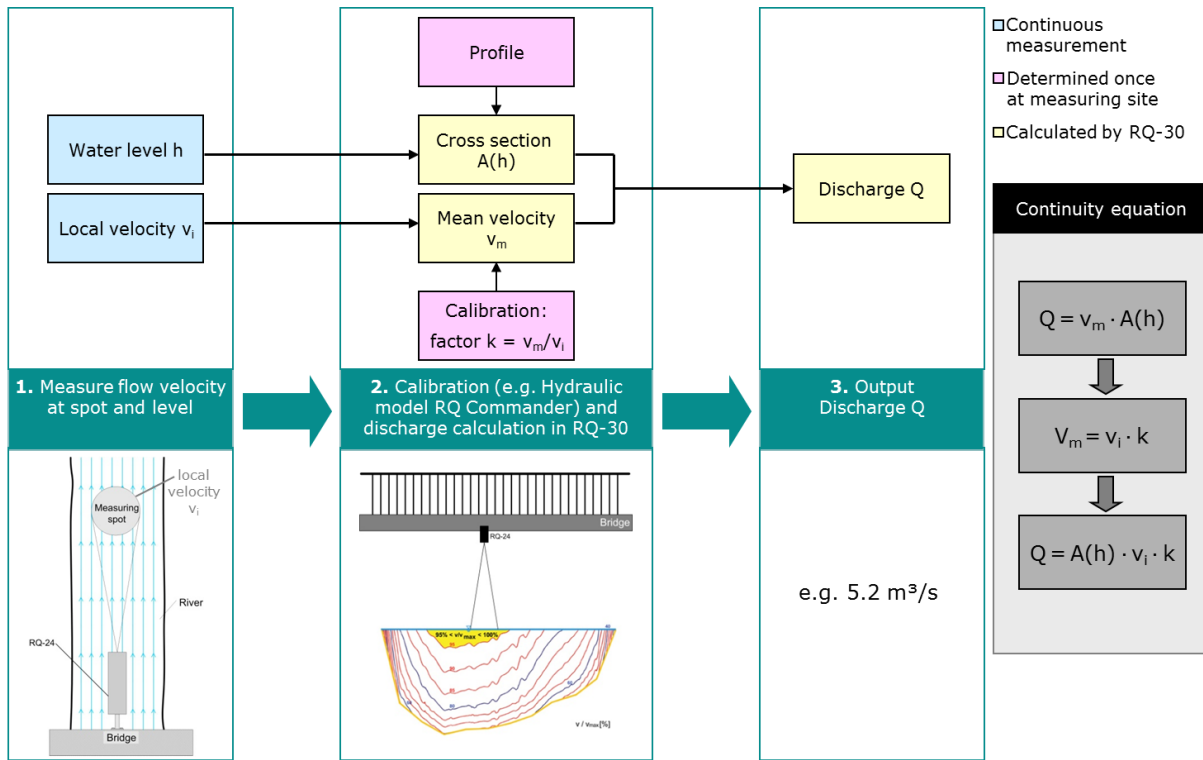 Profile
Water level h
Cross section
A(h)
Local velocity vᵢ
Mean velocity
vₘ
Calibration:
factor k = vₘ/vᵢ
Discharge Q
Continuous
measurement
Determined once
at measuring site
Calculated by RQ-30
Continuity equation
Q = vₘ · A(h)
Vₘ = vᵢ · k
Q = A(h) · vᵢ · k
1. Measure flow velocity
at spot and level
2. Calibration (e.g. Hydraulic
model RQ Commander) and
discharge calculation in RQ-30
3. Output
Discharge Q
local
velocity
vᵢ
Measuring
spot
River
RQ-24
Bridge
Bridge
RQ-24
95% < v/vmax < 100%
v / vmax[%]
e.g. 5.2 m³/s